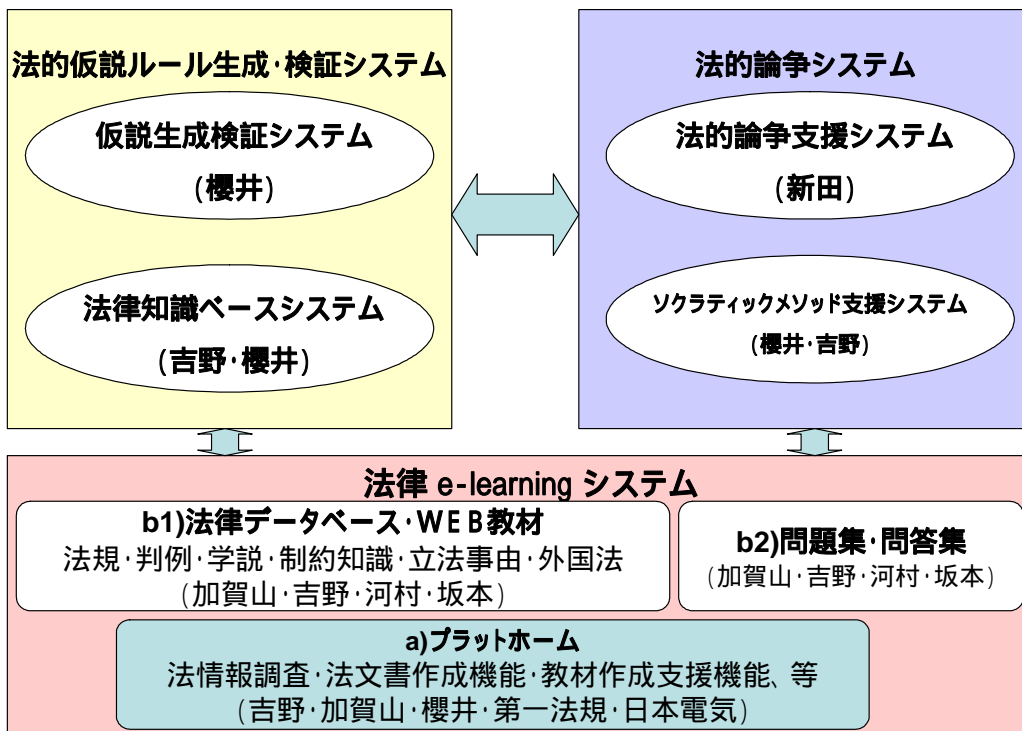 法的仮説ルール生成・検証システム
仮説生成検証システム
(櫻井)
法律知識ベースシステム
(吉野・櫻井)
法的論争システム
法的論争支援システム
(新田)
ソクラティックメソッド支援システム
(櫻井・吉野)
法律 e-learning システム
b1)法律データベース・WEB教材
法規・判例・学説・制約知識・立法事由・外国法
(加賀山・吉野・河村・坂本)
b2)問題集・問答集
(加賀山・吉野・河村・坂本)
a)プラットホーム
法情報調査・法文書作成機能・教材作成支援機能、等
(吉野・加賀山・櫻井・第一法規・日本電気)